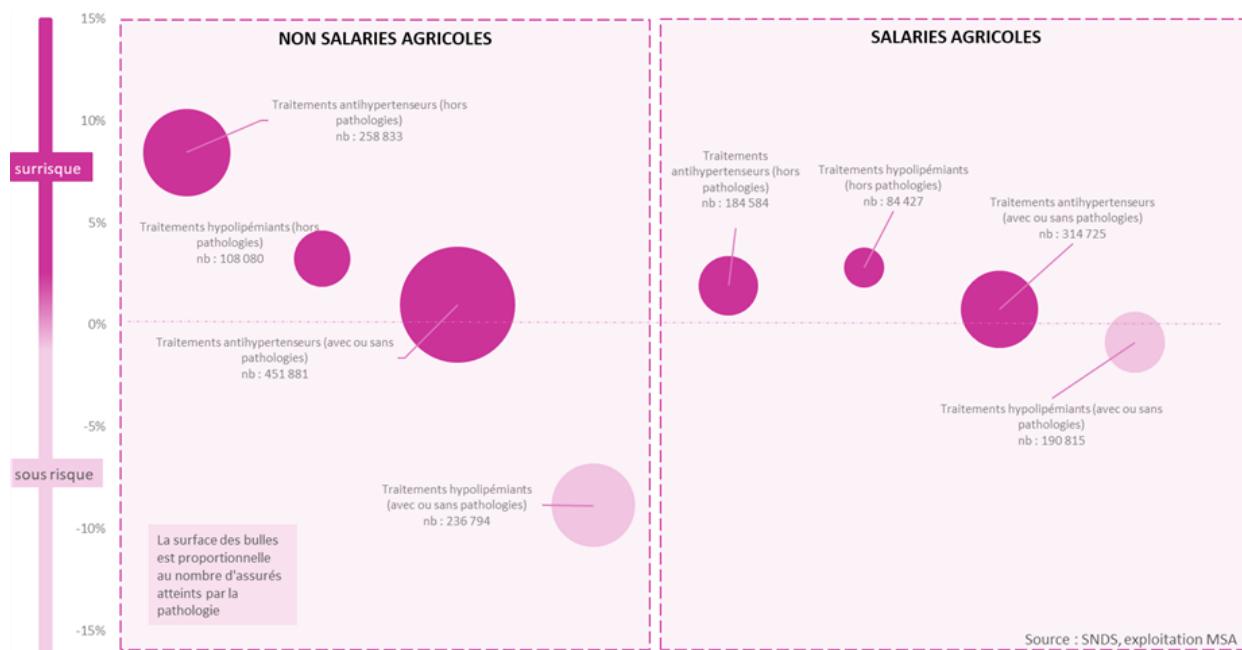 15%
10%
5%
0%
-5%
-10%
-15%
surrisque
sous risque
NON SALARIES AGRICOLES
Traitements antihypertenseurs (hors
pathologies)
nb : 258 833
Traitements hypolipémiants (hors
pathologies)
nb : 108 080
Traitements antihypertenseurs (avec ou sans
pathologies)
nb : 451 881
Traitements hypolipémiants
(avec ou sans pathologies)
nb : 236 794
La surface des bulles
est proportionnelle
au nombre d'assurés
atteints par la
pathologie
SALARIES AGRICOLES
Traitements
antihypertenseurs (hors
pathologies)
nb : 184 584
Traitements hypolipémiants
(hors pathologies)
nb : 84 427
Traitements antihypertenseurs
(avec ou sans pathologies)
nb : 314 725
Traitements hypolipémiants (avec ou sans
pathologies)
nb : 190 815
Source : SNDS, exploitation MSA